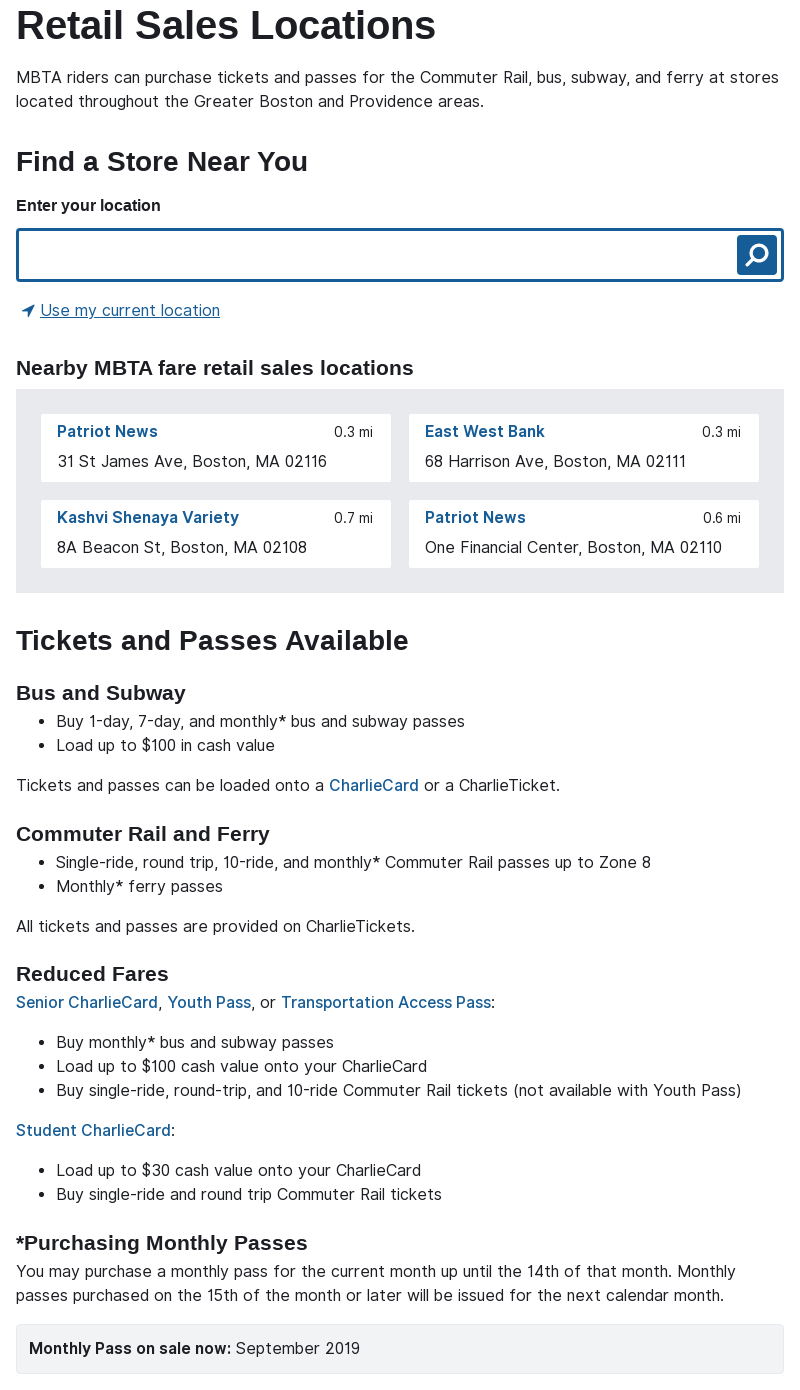 Retail Sales Locations
MBTA riders can purchase tickets and passes for the Commuter Rail, bus, subway, and ferry at stores
located throughout the Greater Boston and Providence areas.
Find a Store Near You
Enter your location
Use my current location
Nearby MBTA fare retail sales locations
Patriot News 0.3 mi
31 St James Ave, Boston, MA 02116
East West Bank 0.3 mi
68 Harrison Ave, Boston, MA 02111
Kashvi Shenaya Variety 0.7 mi
8A Beacon St, Boston, MA 02108
Patriot News 0.6 mi
One Financial Center, Boston, MA 02110
Tickets and Passes Available
Bus and Subway
• Buy 1-day, 7-day, and monthly* bus and subway passes
• Load up to $100 in cash value
Tickets and passes can be loaded onto a CharlieCard or a CharlieTicket.
Commuter Rail and Ferry
• Single-ride, round trip, 10-ride, and monthly* Commuter Rail passes up to Zone 8
• Monthly* ferry passes
All tickets and passes are provided on CharlieTickets.
Reduced Fares
Senior CharlieCard, Youth Pass, or Transportation Access Pass:
• Buy monthly* bus and subway passes
• Load up to $100 cash value onto your CharlieCard
• Buy single-ride, round-trip, and 10-ride Commuter Rail tickets (not available with Youth Pass)
Student CharlieCard:
• Load up to $30 cash value onto your CharlieCard
• Buy single-ride and round trip Commuter Rail tickets
*Purchasing Monthly Passes
You may purchase a monthly pass for the current month up until the 14th of that month. Monthly
passes purchased on the 15th of the month or later will be issued for the next calendar month.
Monthly Pass on sale now: September 2019